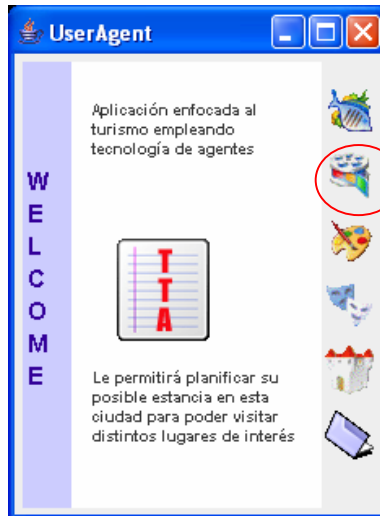 UserAgent
Aplicación enfocada al
turismo empleando
tecnología de agentes
WELCOME
TTA
Le permitirá planificar su
posible estancia en esta
ciudad para poder visitar
distintos lugares de interés